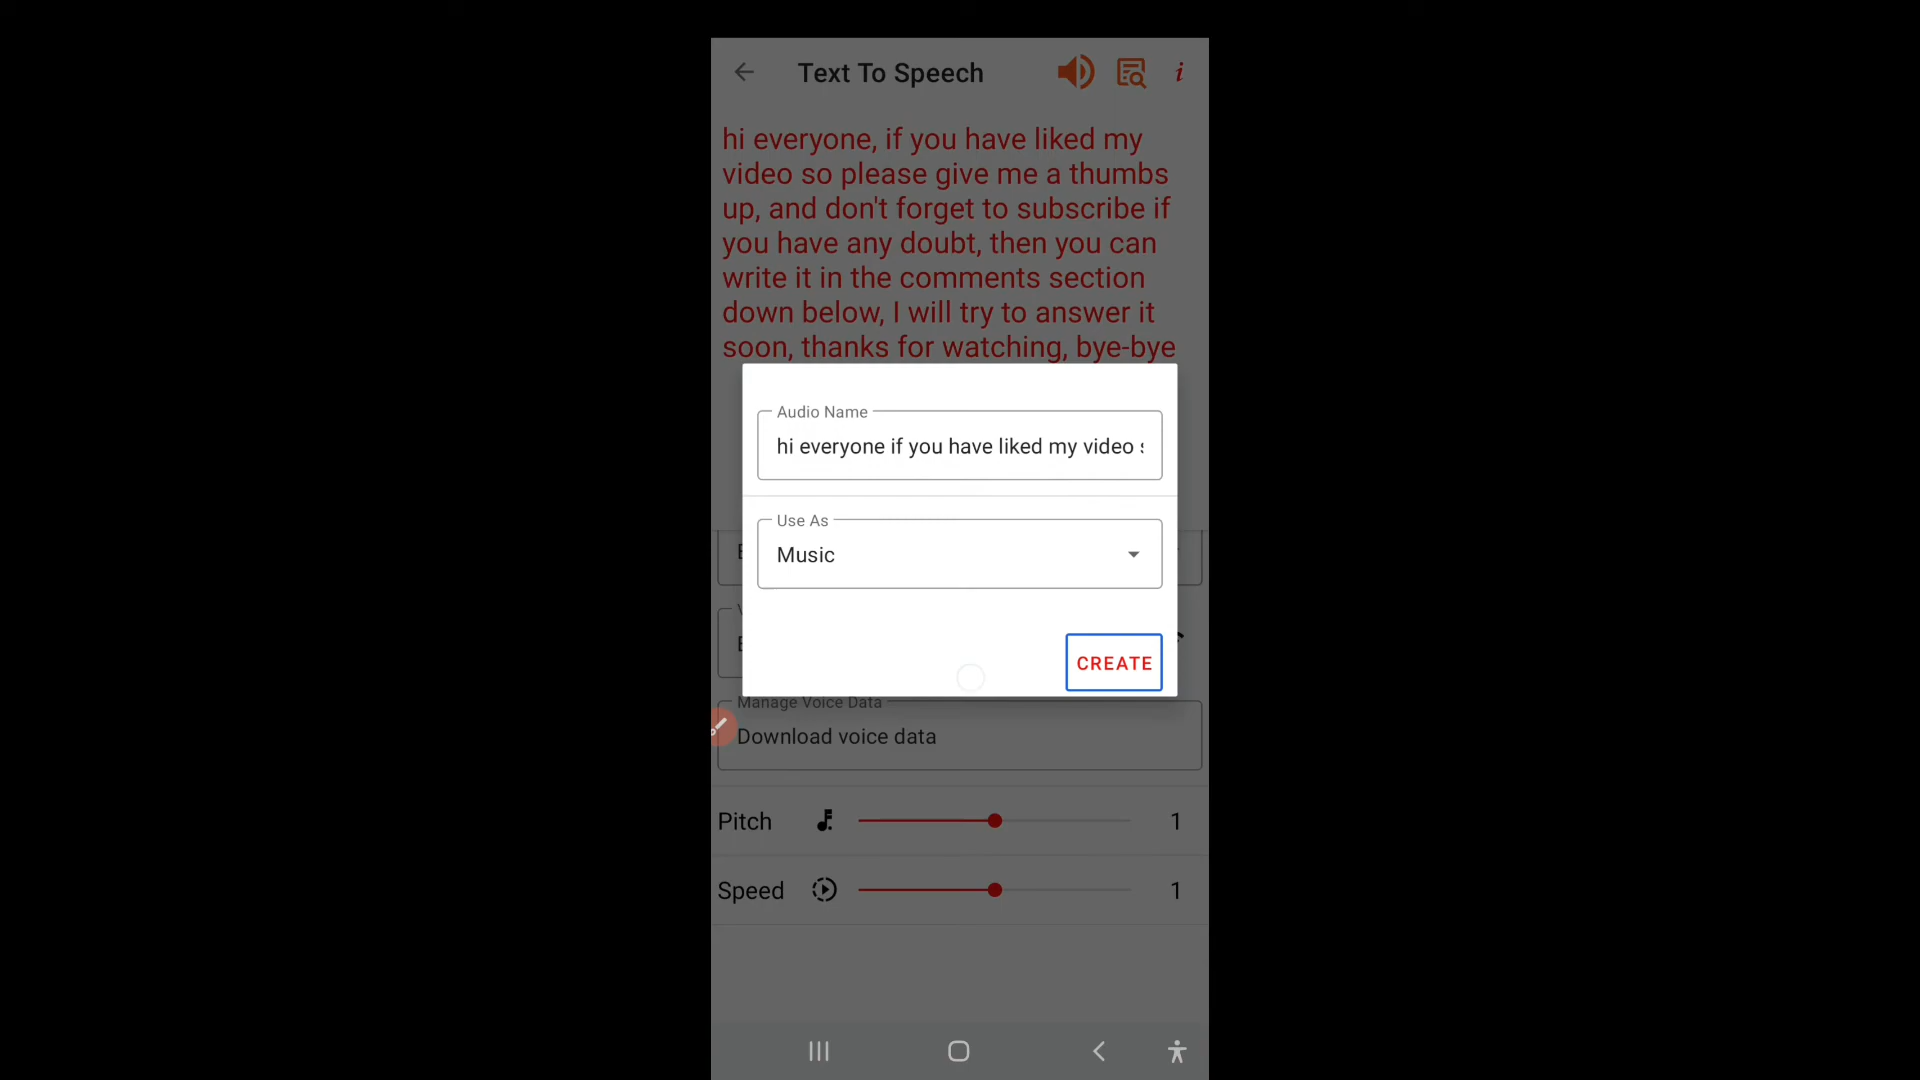 Text To Speech
i
hi everyone, if you have liked my
video so please give me a thumbs
up, and don't forget to subscribe if
you have any doubt, then you can
write it in the comments section
down below, I will try to answer it
soon, thanks for watching, bye-bye
Audio Name
hi everyone if you have liked my video
Use As
Music
CREATE
Manage Voice Data
Download voice data
Pitch
1
Speed
1